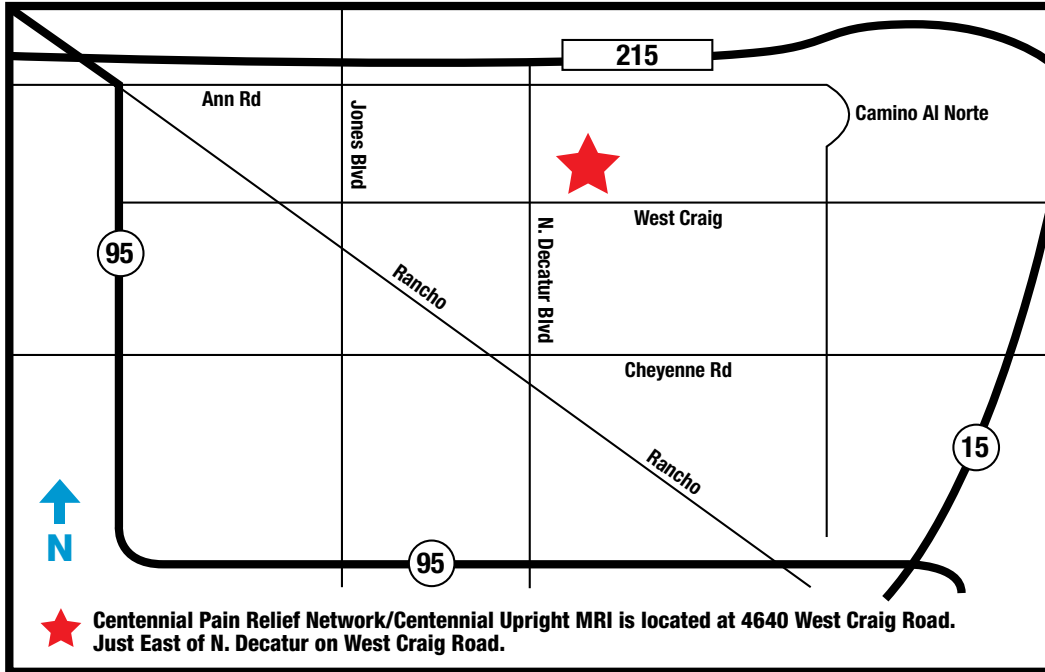 215
Ann Rd
Jones Blvd
Camino Al Norte
West Craig
95
N. Decatur Blvd
Rancho
Cheyenne Rd
15
Rancho
N
95
Centennial Pain Relief Network/Centennial Upright MRI is located at 4640 West Craig Road.
Just East of N. Decatur on West Craig Road.